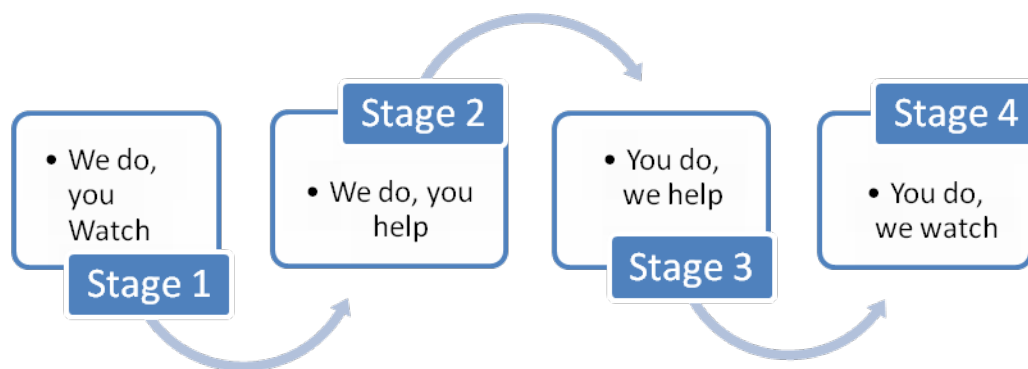 • We do,
you
Watch
Stage 1
Stage 2
• We do, you
help
• You do,
we help
Stage 3
Stage 4
• You do,
we watch